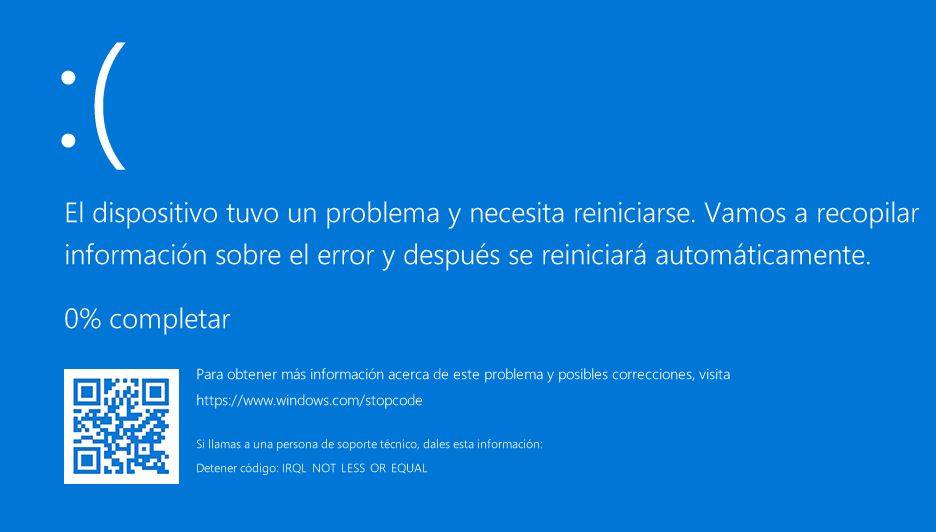 :(
El dispositivo tuvo un problema y necesita reiniciarse. Vamos a recopilar
información sobre el error y después se reiniciará automáticamente.
0% completar
Para obtener más información acerca de este problema y posibles correcciones, visita
https://www.windows.com/stopcode
Si llamas a una persona de soporte técnico, dales esta información:
Detener código: IRQL NOT LESS OR EQUAL